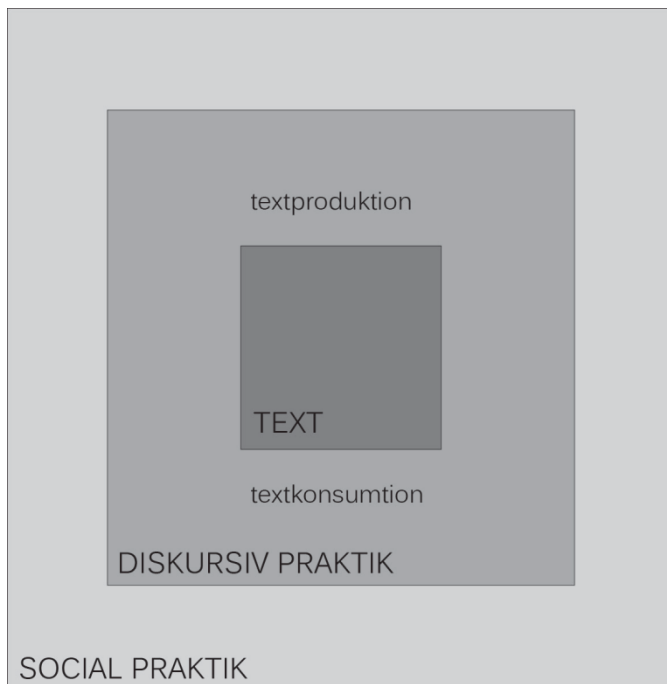 textproduktion
TEXT
textkonsumtion
DISKURSIV PRAKTIK
SOCIAL PRAKTIK